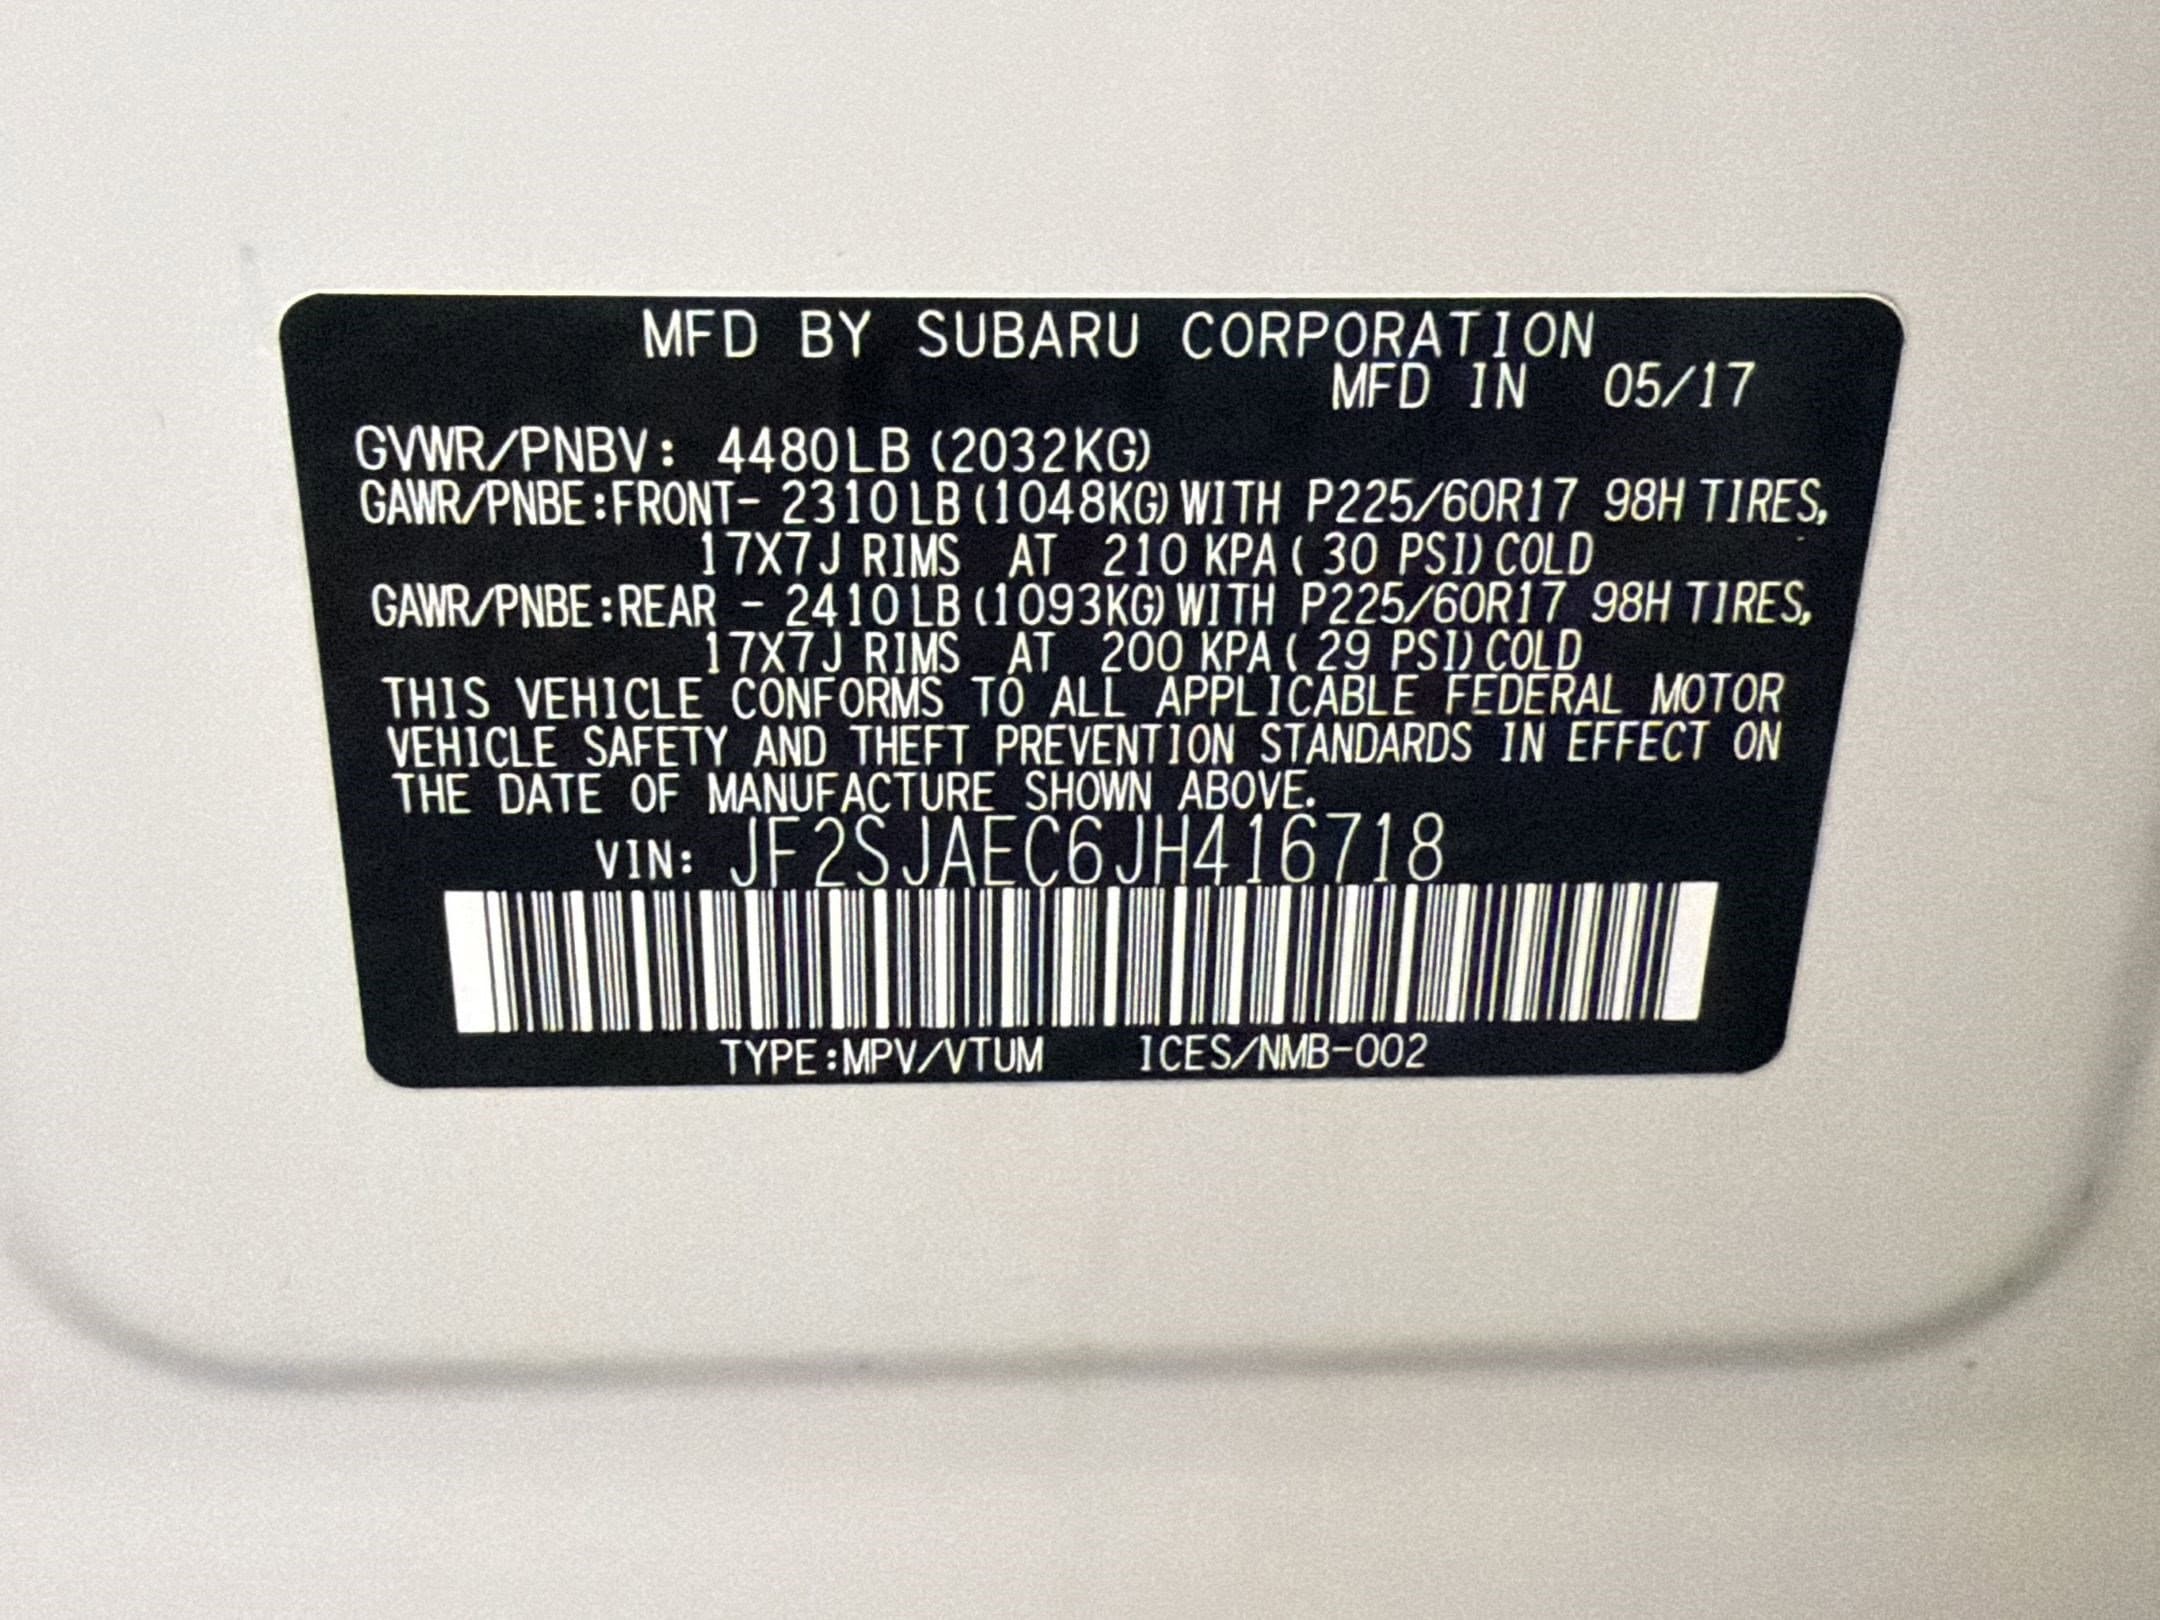 MFD BY SUBARU CORPORATION
MFD IN 05/17
GVWR/PNBV: 4480LB (2032KG)
GAWR/PNBE:FRONT- 2310LB (1048KG) WITH P225/60R17 98H TIRES,
17X7J RIMS AT 210 KPA ( 30 PSI) COLD
GAWR/PNBE:REAR - 2410LB (1093KG) WITH P225/60R17 98H TIRES,
17X7J RIMS AT 200 KPA ( 29 PSI) COLD
THIS VEHICLE CONFORMS TO ALL APPLICABLE FEDERAL MOTOR
VEHICLE SAFETY AND THEFT PREVENTION STANDARDS IN EFFECT ON
THE DATE OF MANUFACTURE SHOWN ABOVE.
VIN: JF2SJAEC6JH416718
TYPE:MPV/VTUM ICES/NMB-002